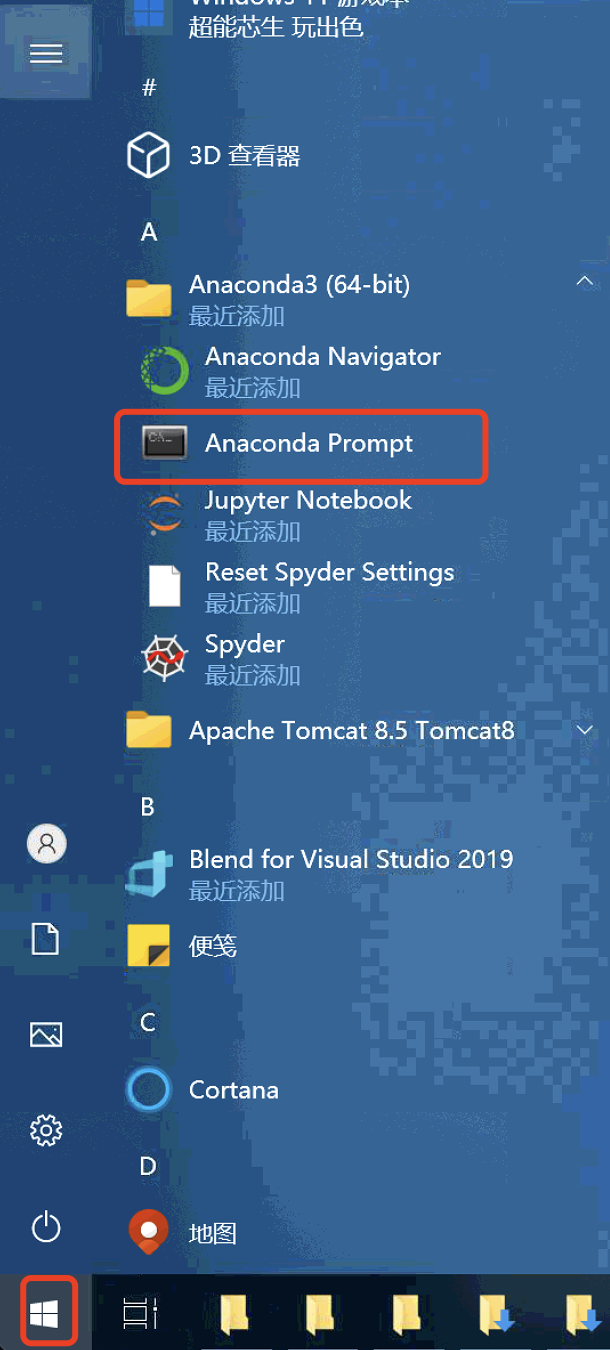 超能芯生 玩出色
#
3D 查看器
A
Anaconda3 (64-bit)
最近添加
Anaconda Navigator
最近添加
Anaconda Prompt
Jupyter Notebook
最近添加
Reset Spyder Settings
最近添加
Spyder
最近添加
Apache Tomcat 8.5 Tomcat8
B
Blend for Visual Studio 2019
最近添加
便笺
C
Cortana
D
地图